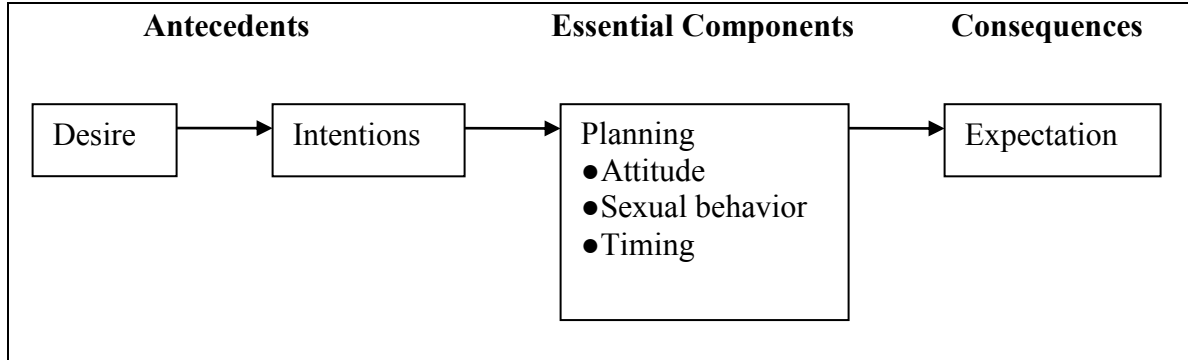 Antecedents Essential Components Consequences
Desire Intentions Planning Expectation
●Attitude
●Sexual behavior
●Timing